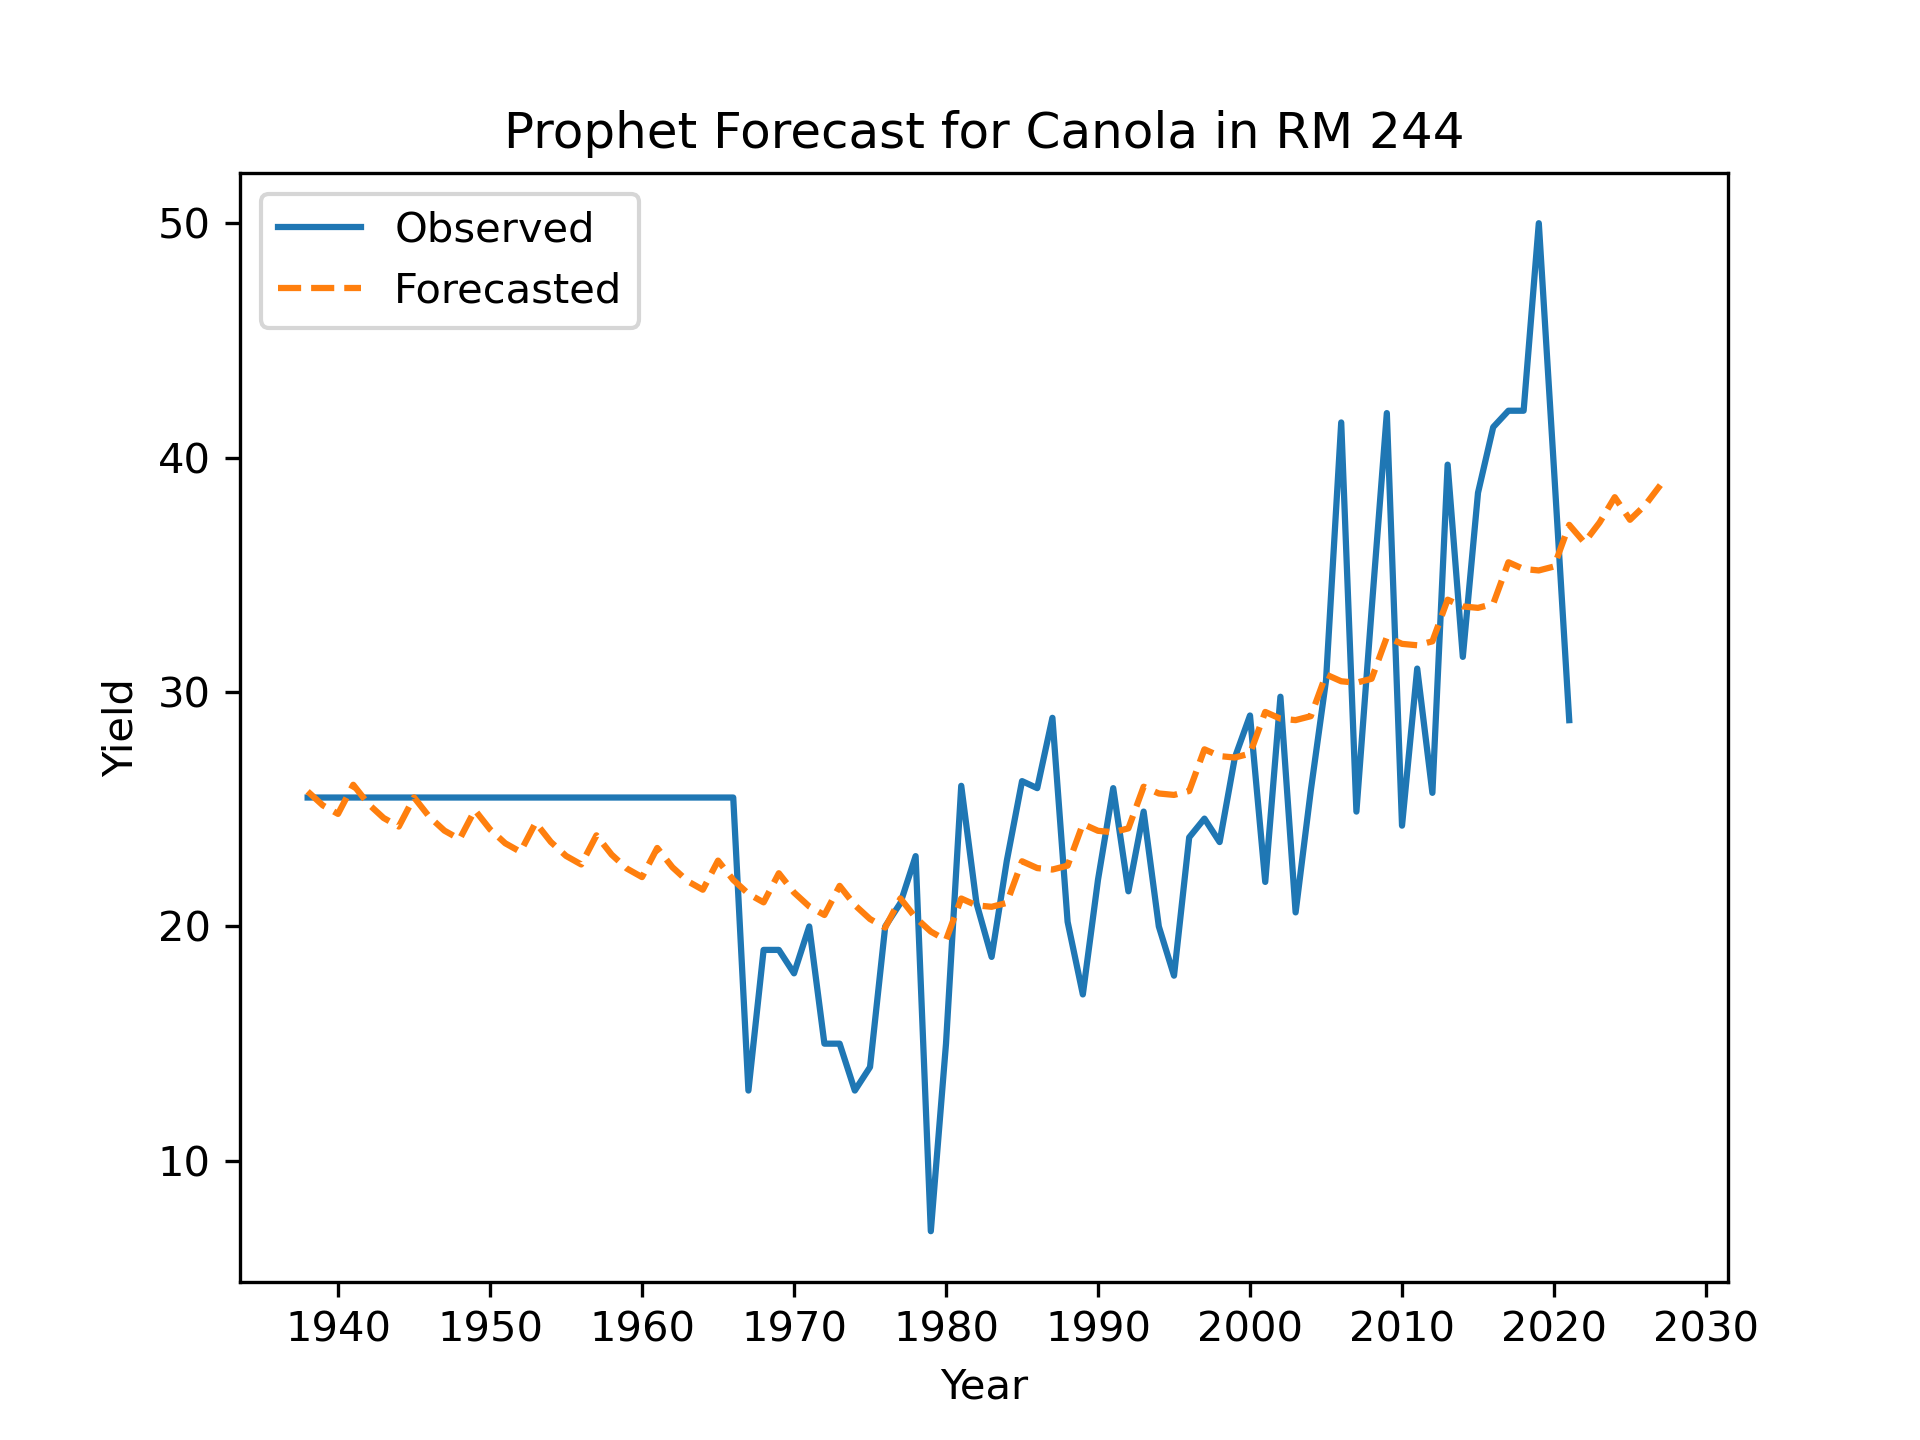 Prophet Forecast for Canola in RM 244
Observed
Forecasted
50
40
30
20
10
Yield
1940 1950 1960 1970 1980 1990 2000 2010 2020 2030
Year